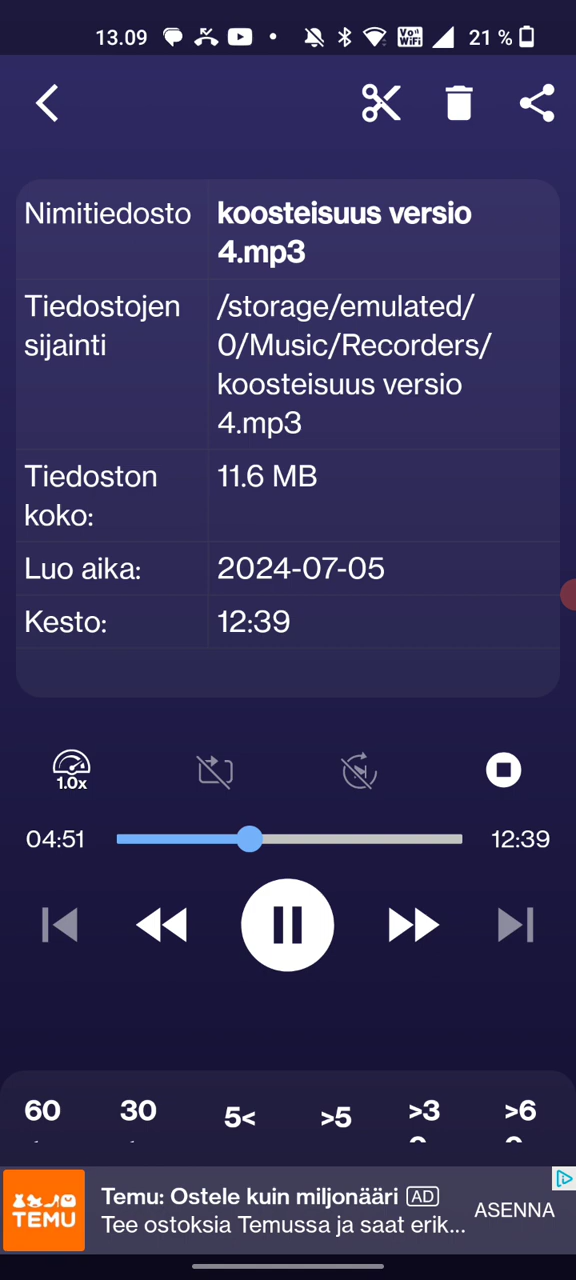 13.09
Vo))
WiFi
21 %
Nimitiedosto
koosteisuus versio
4.mp3
Tiedostojen
sijainti
/storage/emulated/
0/Music/Recorders/
koosteisuus versio
4.mp3
Tiedoston
koko:
11.6 MB
Luo aika:
2024-07-05
Kesto:
12:39
1.0x
04:51
12:39
60
30
5<
>5
>3
>6
TEMU
Temu: Ostele kuin miljonääri AD
Tee ostoksia Temussa ja saat erik...
ASENNA